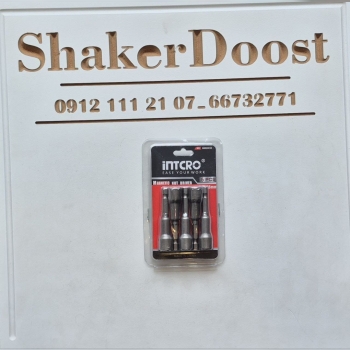 ShakerDoost
0912 111 21 07_66732771
INTCRO®
EASE YOUR WORK
MAGNETIC NUT DRIVER